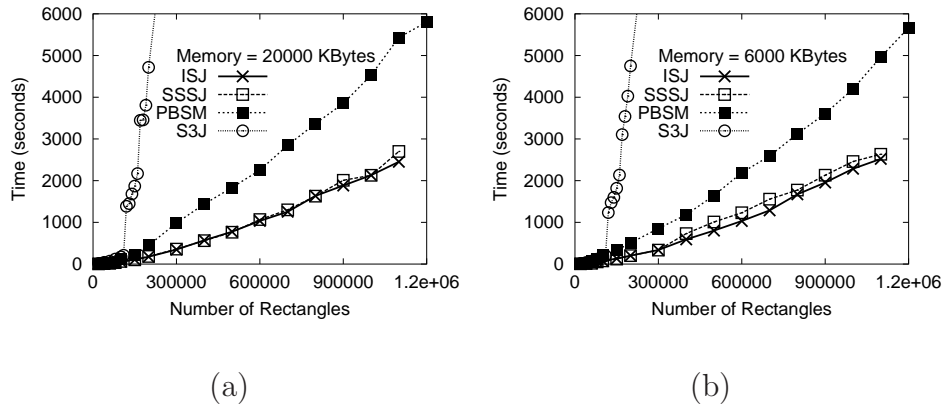 6000
5000
4000
3000
2000
1000
0
Time (seconds)
Memory = 20000 KBytes
ISJ
SSSJ
PBSM
S3J
0 300000 600000 900000 1.2e+06
Number of Rectangles
(a)
6000
5000
4000
3000
2000
1000
0
Time (seconds)
Memory = 6000 KBytes
ISJ
SSSJ
PBSM
S3J
0 300000 600000 900000 1.2e+06
Number of Rectangles
(b)